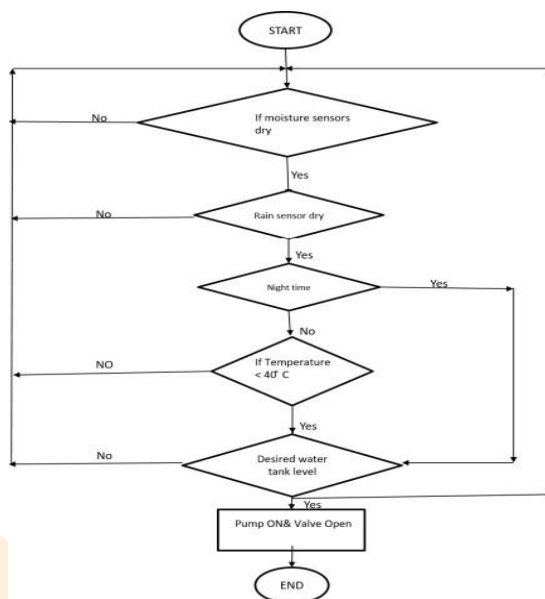 START
If moisture sensors
dry
No
Yes
Rain sensor dry
No
Yes
Night time
Yes
No
If Temperature
< 40° C
NO
Yes
Desired water
tank level
No
Yes
Pump ON& Valve Open
END